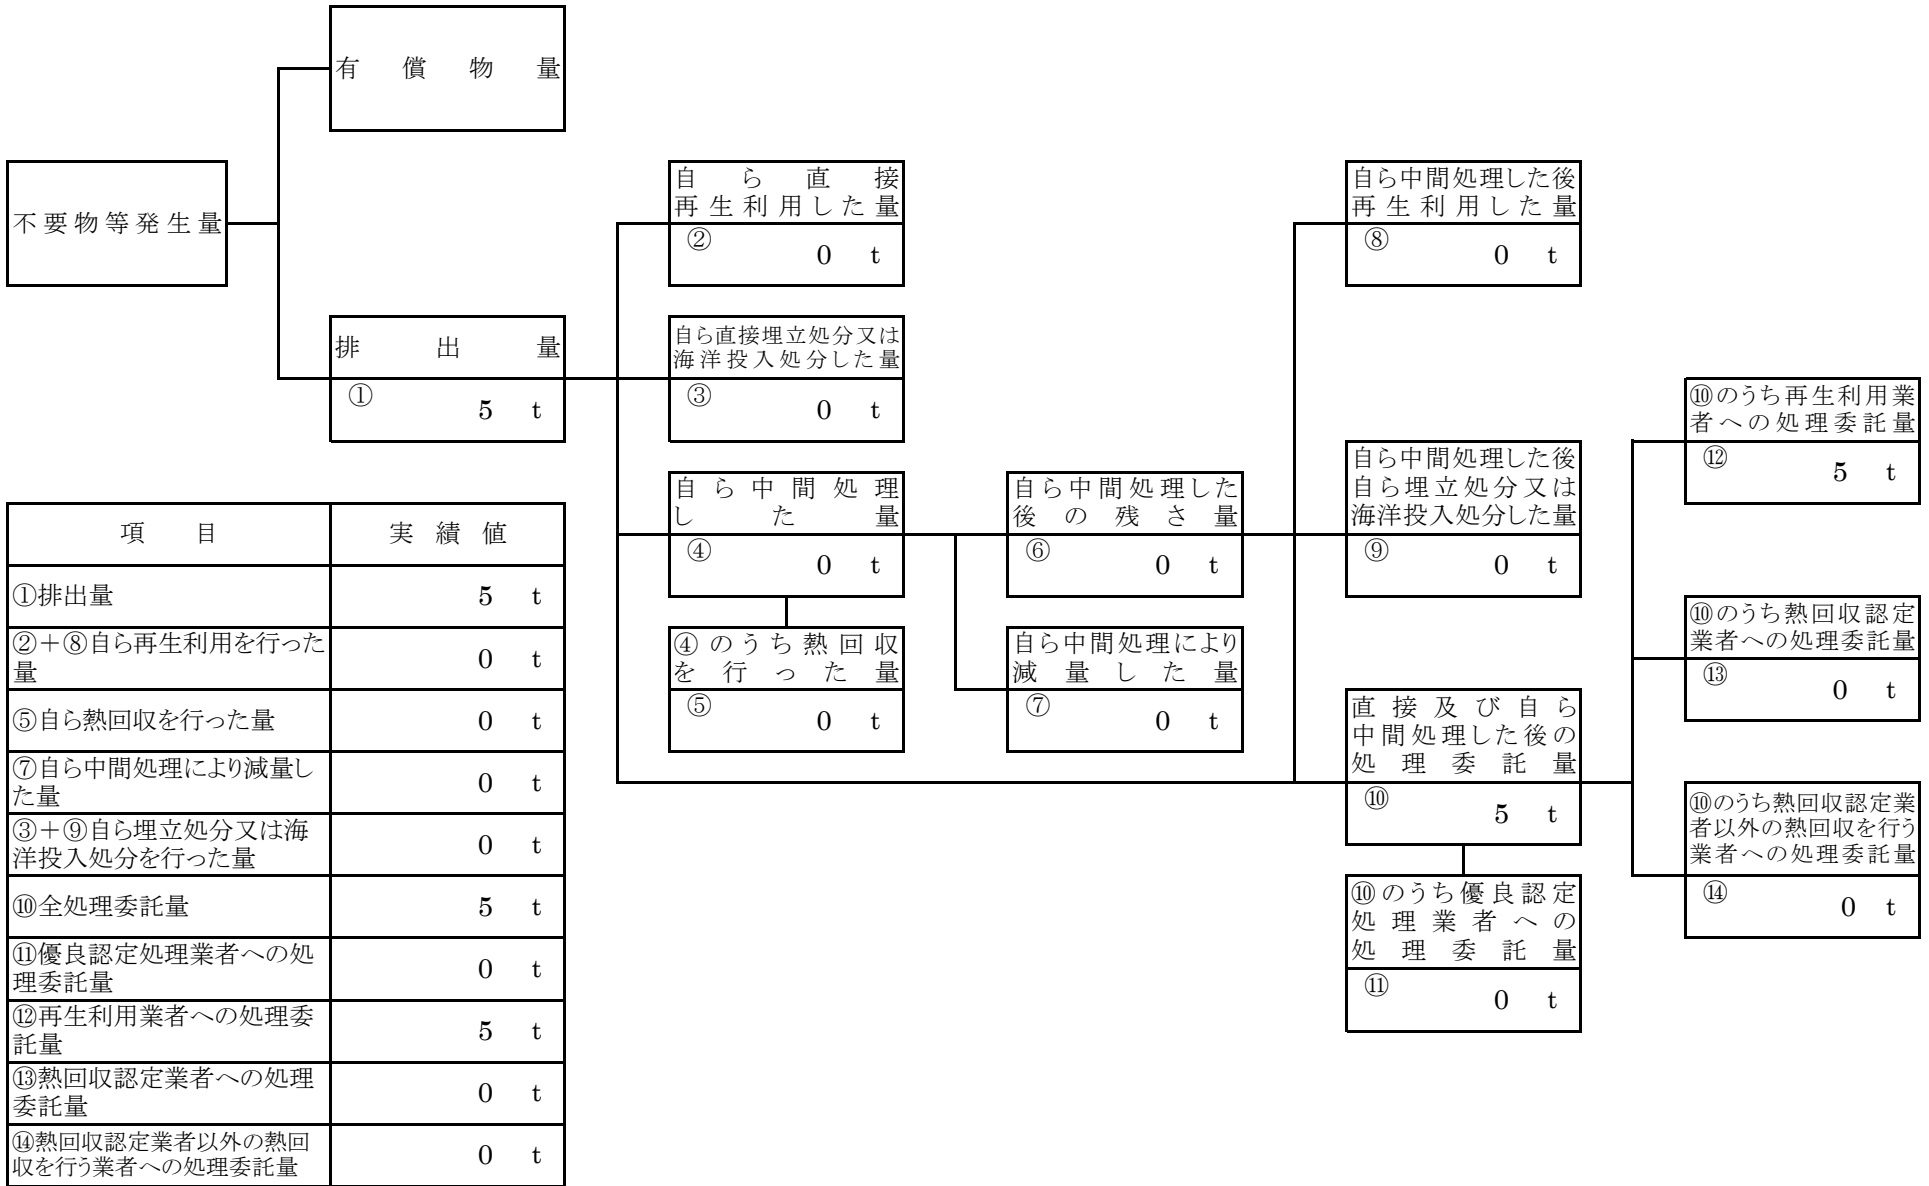 有償物量
不要物等発生量
排出量
① 5 t
自ら直接
再生利用した量
② 0 t
自ら直接埋立処分又は
海洋投入処分した量
③ 0 t
自ら中間処理
した量
④ 0 t
④のうち熱回収
を行った量
⑤ 0 t
自ら中間処理した
後の残さ量
⑥ 0 t
自ら中間処理により
減量した量
⑦ 0 t
自ら中間処理した後
再生利用した量
⑧ 0 t
自ら中間処理した後
自ら埋立処分又は
海洋投入処分した量
⑨ 0 t
直接及び自ら
中間処理した後の
処理委託量
⑩ 5 t
⑩のうち優良認定
処理業者への
処理委託量
⑪ 0 t
⑩のうち再生利用業
者への処理委託量
⑫ 5 t
⑩のうち熱回収認定
業者への処理委託量
⑬ 0 t
⑩のうち熱回収認定業
者以外の熱回収を行う
業者への処理委託量
⑭ 0 t
項目 実績値
①排出量 5 t
②＋⑧自ら再生利用を行った
量 0 t
⑤自ら熱回収を行った量 0 t
⑦自ら中間処理により減量し
た量 0 t
③＋⑨自ら埋立処分又は海
洋投入処分を行った量 0 t
⑩全処理委託量 5 t
⑪優良認定処理業者への処
理委託量 0 t
⑫再生利用業者への処理委
託量 5 t
⑬熱回収認定業者への処理
委託量 0 t
⑭熱回収認定業者以外の熱回
収を行う業者への処理委託量 0 t